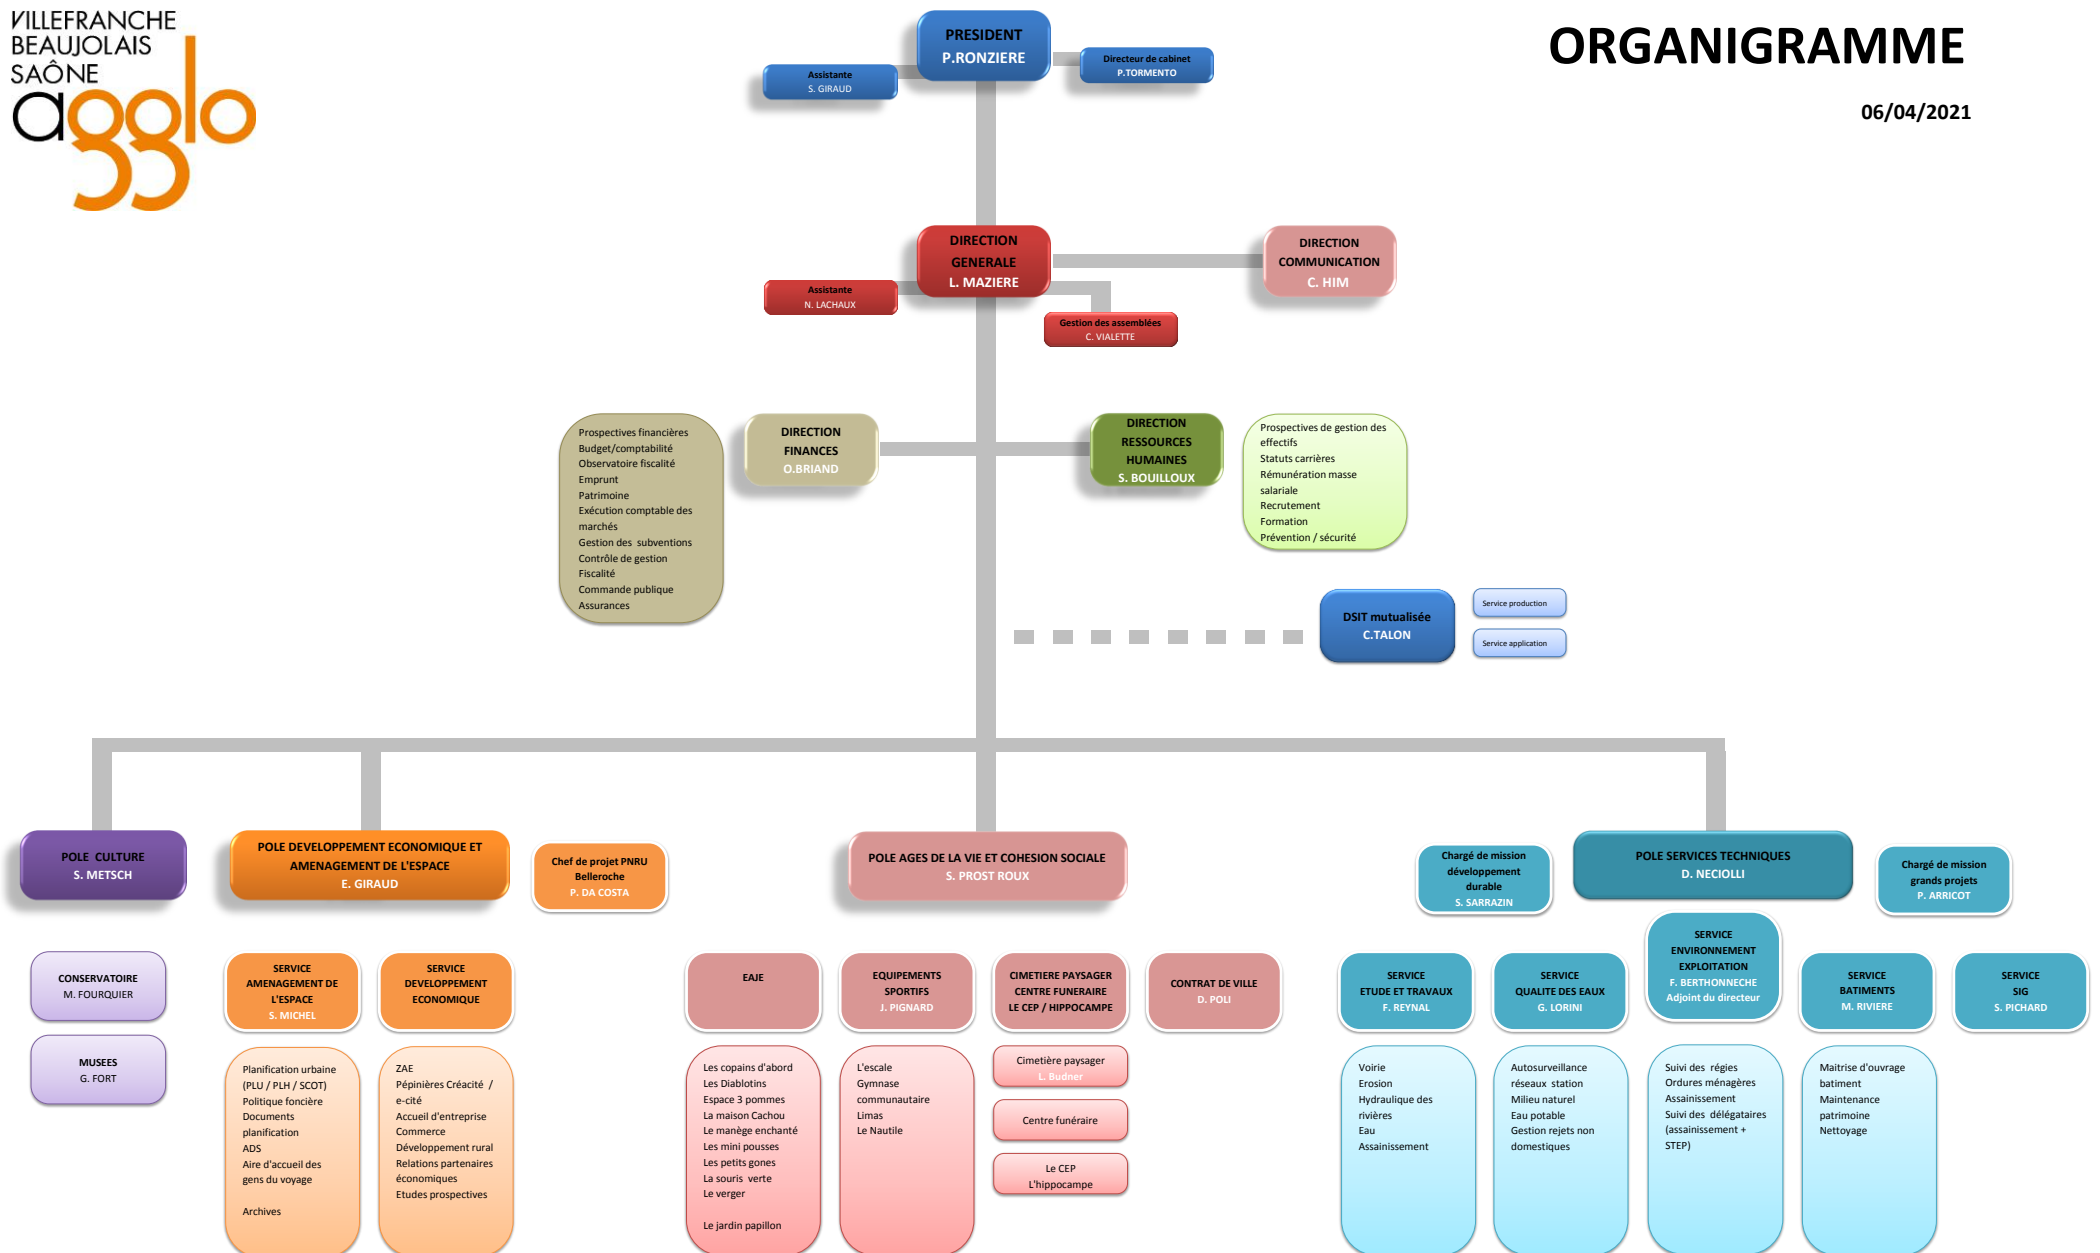 VILLEFRANCHE
BEAUJOLAIS
SAÔNE
agglo
ORGANIGRAMME
06/04/2021
PRESIDENT
P.RONZIERE
Directeur de cabinet
P.TORMENTO
Assistante
S. GIRAUD
DIRECTION
GENERALE
L. MAZIERE
DIRECTION
COMMUNICATION
C. HIM
Assistante
N. LACHAUX
Gestion des assemblées
C. VIALETTE
Prospectives financières
Budget/comptabilité
Observatoire fiscalité
Emprunt
Patrimoine
Exécution comptable des
marchés
Gestion des  subventions
Contrôle de gestion
Fiscalité
Commande publique
Assurances
DIRECTION
FINANCES
O.BRIAND
DIRECTION
RESSOURCES
HUMAINES
S. BOUILLOUX
Prospectives de gestion des
effectifs
Statuts carrières
Rémunération masse
salariale
Recrutement
Formation
Prévention / sécurité
DSIT mutualisée
C.TALON
Service production
Service application
POLE  CULTURE
S. METSCH
POLE DEVELOPPEMENT ECONOMIQUE ET
AMENAGEMENT DE L'ESPACE
E. GIRAUD
Chef de projet PNRU
Belleroche
P. DA COSTA
POLE AGES DE LA VIE ET COHESION SOCIALE
S. PROST ROUX
Chargé de mission
développement
durable
S. SARRAZIN
POLE SERVICES TECHNIQUES
D. NECIOLLI
Chargé de mission
grands projets
P. ARRICOT
CONSERVATOIRE
M. FOURQUIER
MUSEES
G. FORT
SERVICE
AMENAGEMENT DE
L'ESPACE
S. MICHEL
SERVICE
DEVELOPPEMENT
ECONOMIQUE
EAJE
EQUIPEMENTS
SPORTIFS
J. PIGNARD
CIMETIERE PAYSAGER
CENTRE FUNERAIRE
LE CEP / HIPPOCAMPE
CONTRAT DE VILLE
D. POLI
SERVICE
ETUDE ET TRAVAUX
F. REYNAL
SERVICE
QUALITE DES EAUX
G. LORINI
SERVICE
ENVIRONNEMENT
EXPLOITATION
F. BERTHONNECHE
Adjoint du directeur
SERVICE
BATIMENTS
M. RIVIERE
SERVICE
SIG
S. PICHARD
Planification urbaine
(PLU / PLH / SCOT)
Politique foncière
Documents
planification
ADS
Aire d'accueil des
gens du voyage
Archives
ZAE
Pépinières Créacité  /
e-cité
Accueil d'entreprise
Commerce
Développement rural
Relations partenaires
économiques
Etudes prospectives
Les copains d'abord
Les Diablotins
Espace 3 pommes
La maison Cachou
Le manège enchanté
Les mini pousses
Les petits gones
La souris  verte
Le verger
Le jardin papillon
L'escale
Gymnase
communautaire
Limas
Le Nautile
Cimetière paysager
L. Budner
Centre funéraire
Le CEP
L'hippocampe
Voirie
Erosion
Hydraulique des
rivières
Eau
Assainissement
Autosurveillance
réseaux  station
Milieu naturel
Eau potable
Gestion rejets non
domestiques
Suivi des  régies
Ordures ménagères
Assainissement
Suivi des  délégataires
(assainissement +
STEP)
Maitrise d'ouvrage
batiment
Maintenance
patrimoine
Nettoyage